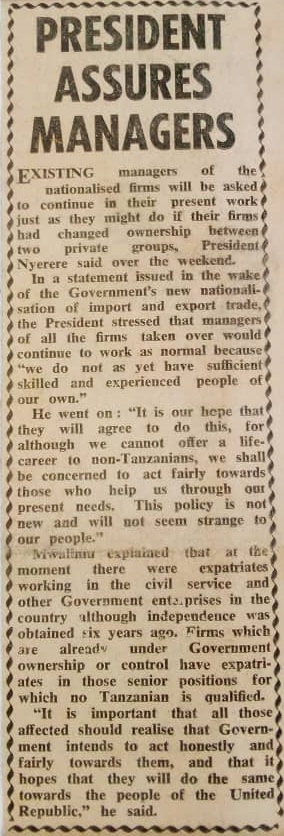 PRESIDENT
ASSURES
MANAGERS
EXISTING managers of the
nationalised firms will be asked
to continue in their present work
just as they might do if their firms
had changed ownership between
two private groups, President
Nyerere said over the weekend.
In a statement issued in the wake
of the Government's new nationali-
sation of import and export trade,
the President stressed that managers
of all the firms taken over would
continue to work as normal because
"we do not as yet have sufficient
skilled and experienced people of
our own."
He went on: "It is our hope that
they will agree to do this, for
although we cannot offer a life-
career to non-Tanzanians, we shall
be concerned to act fairly towards
those who help us through our
present needs. This policy is not
new and will not seem strange to
our people."
Mwalimu explained that at the
moment there were expatriates
working in the civil service and
other Government enterprises in the
country although independence was
obtained six years ago. Firms which
are already under Government
ownership or control have expatri-
ates in those senior positions for
which no Tanzanian is qualified.
"It is important that all those
affected should realise that Govern-
ment intends to act honestly and
fairly towards them, and that it
hopes that they will do the same
towards the people of the United
Republic," he said.